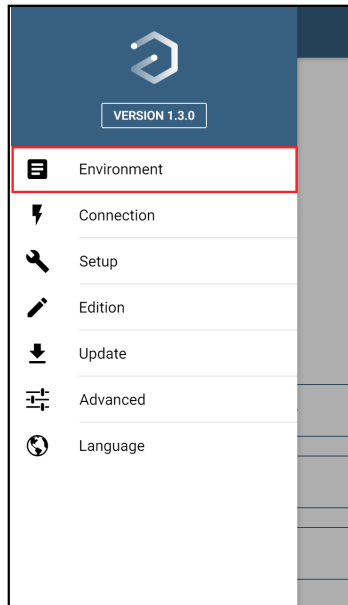 VERSION 1.3.0
Environment
Connection
Setup
Edition
Update
Advanced
Language